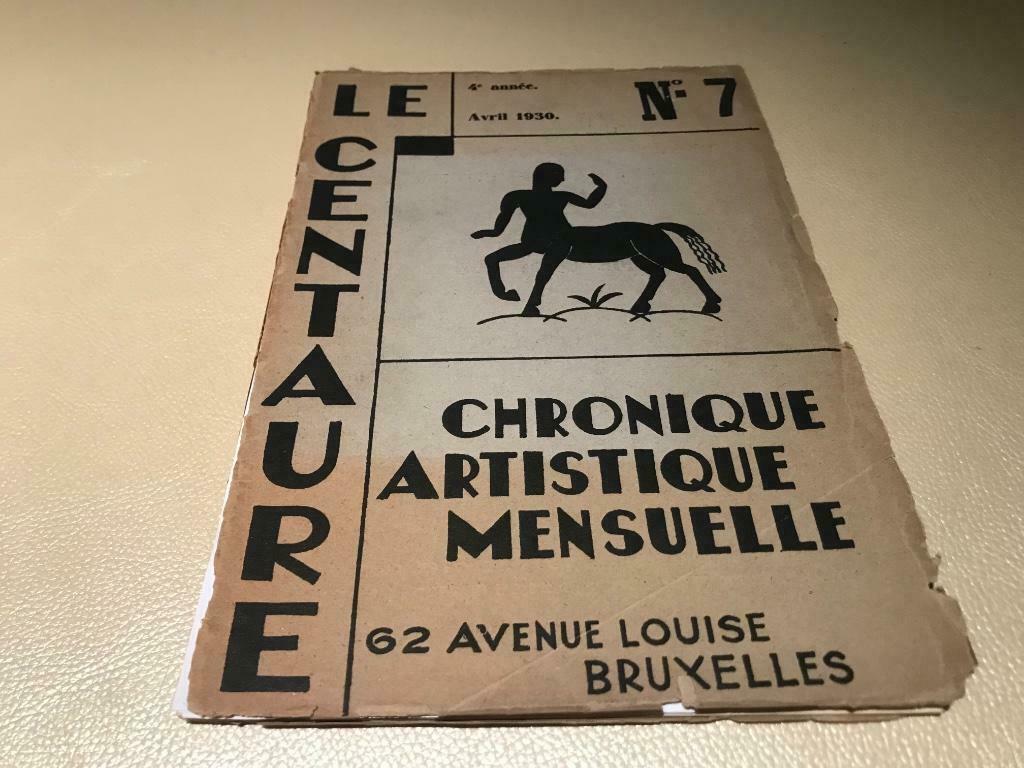 LE CENTAURE
4e année.
Avril 1930.
No 7
CHRONIQUE
ARTISTIQUE
MENSUELLE
62 AVENUE LOUISE
BRUXELLES